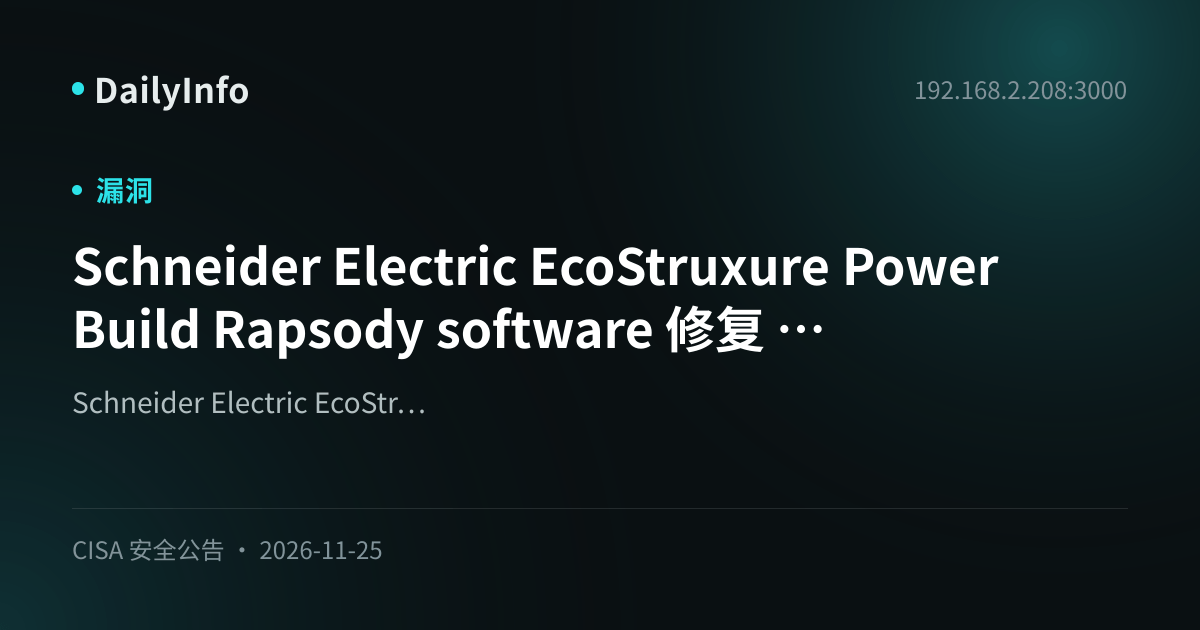 DailyInfo
192.168.2.208:3000
漏洞
Schneider Electric EcoStruxure Power
Build Rapsody software 修复 …
Schneider Electric EcoStr…
CISA 安全公告 · 2026-11-25